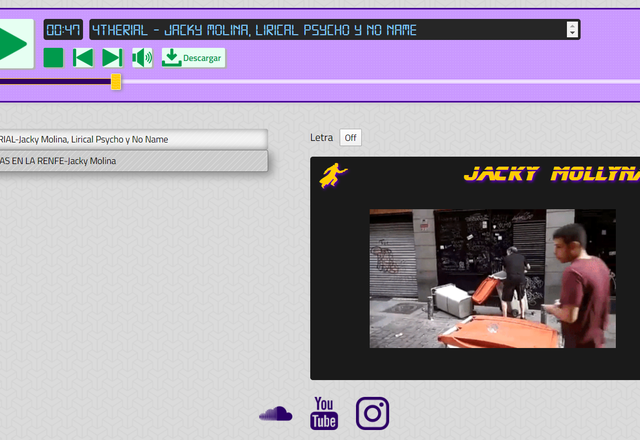 00:47
4THERIAL - JACKY MOLINA, LIRICAL PSYCHO Y NO NAME
Descargar
RIAL-Jacky Molina, Lirical Psycho y No Name
AS EN LA RENFE-Jacky Molina
Letra Off
JACKY MOLLYNA
You
Tube